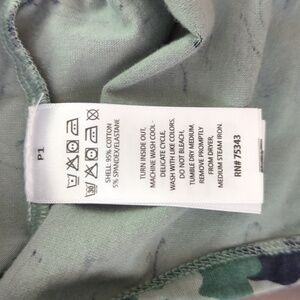 P1
SHELL: 95% COTTON
5% SPANDEX/ELASTANE
TURN INSIDE OUT,
MACHINE WASH COOL -
DELICATE CYCLE,
WASH WITH LIKE COLORS.
DO NOT BLEACH,
TUMBLE DRY MEDIUM,
REMOVE PROMPTLY
FROM DRYER,
MEDIUM STEAM IRON.
RN# 75343